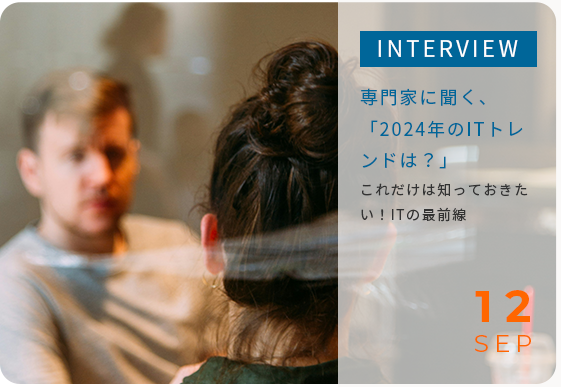 INTERVIEW
専門家に聞く、
「2024年のITトレ
ンドは？」
これだけは知っておきた
い！ITの最前線
12
SEP